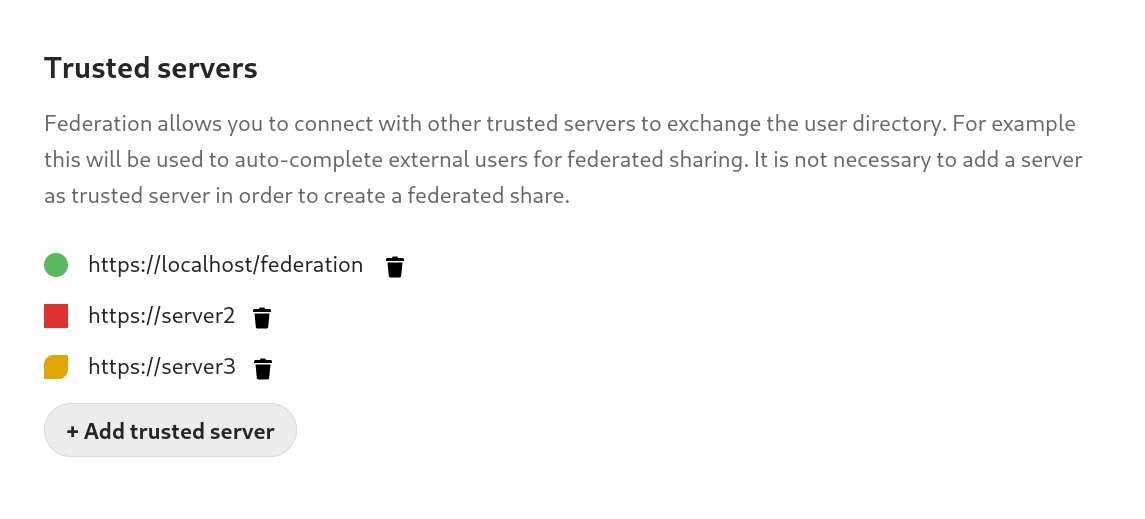 Trusted servers
Federation allows you to connect with other trusted servers to exchange the user directory. For example
this will be used to auto-complete external users for federated sharing. It is not necessary to add a server
as trusted server in order to create a federated share.
https://localhost/federation
https://server2
https://server3
+ Add trusted server